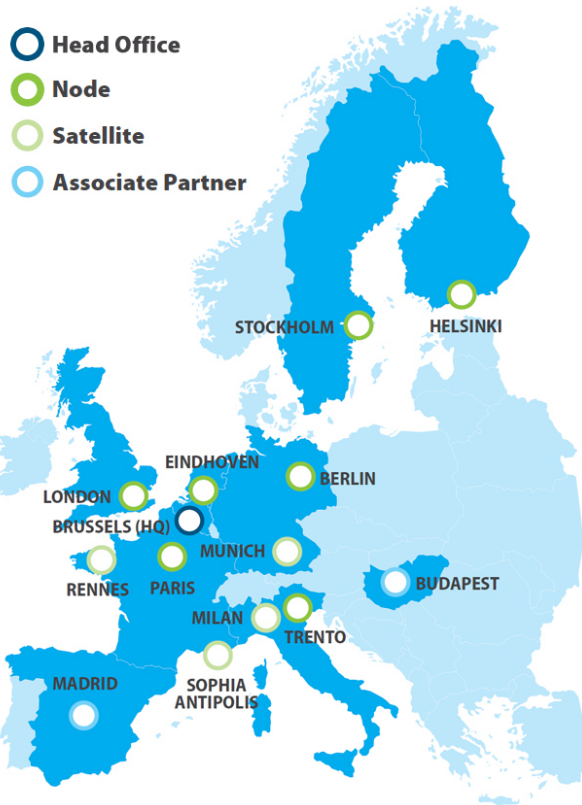 Head Office
Node
Satellite
Associate Partner
STOCKHOLM
HELSINKI
EINDHOVEN
BERLIN
LONDON
BRUSSELS (HQ)
MUNICH
RENNES
PARIS
BUDAPEST
MILAN
TRENTO
MADRID
SOPHIA
ANTIPOLIS